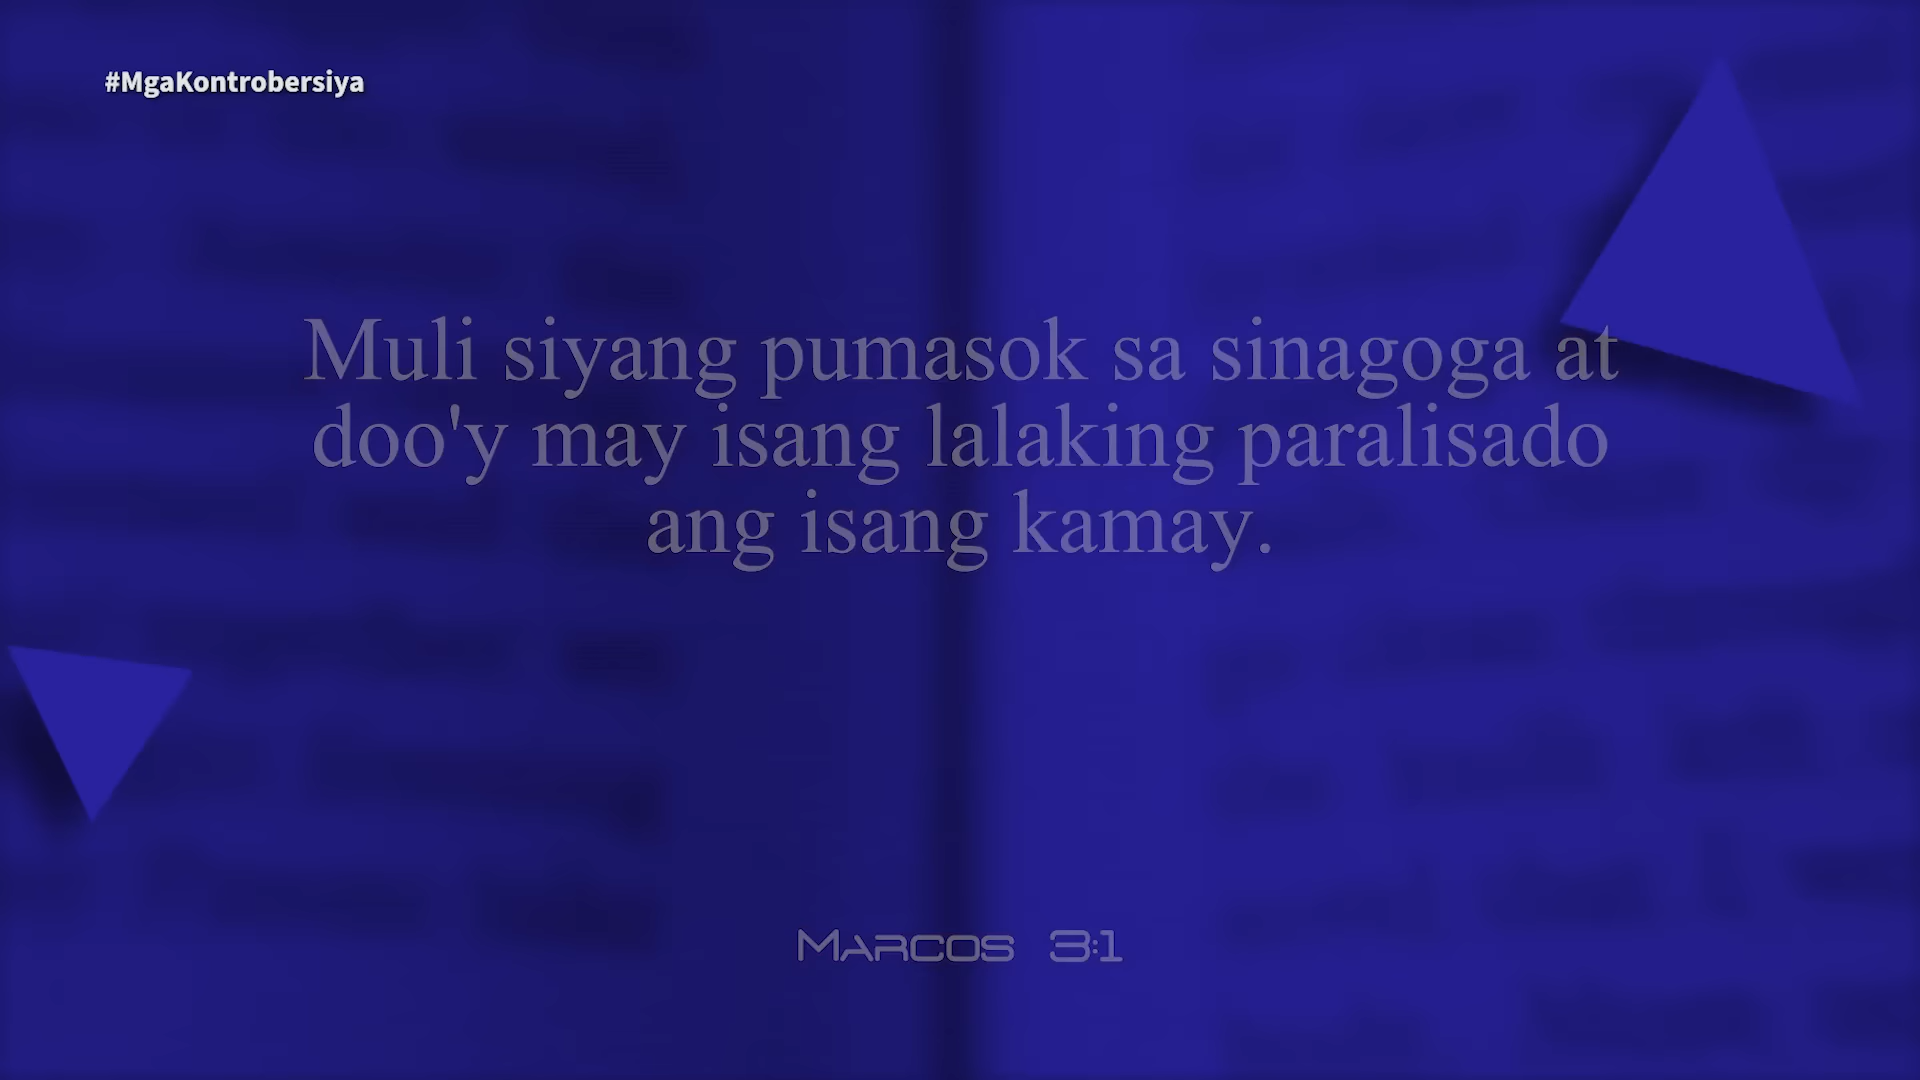 #MgaKontrobersiya
Muli siyang pumasok sa sinagoga at
doo'y may isang lalaking paralisado
ang isang kamay.
Marcos 3:1